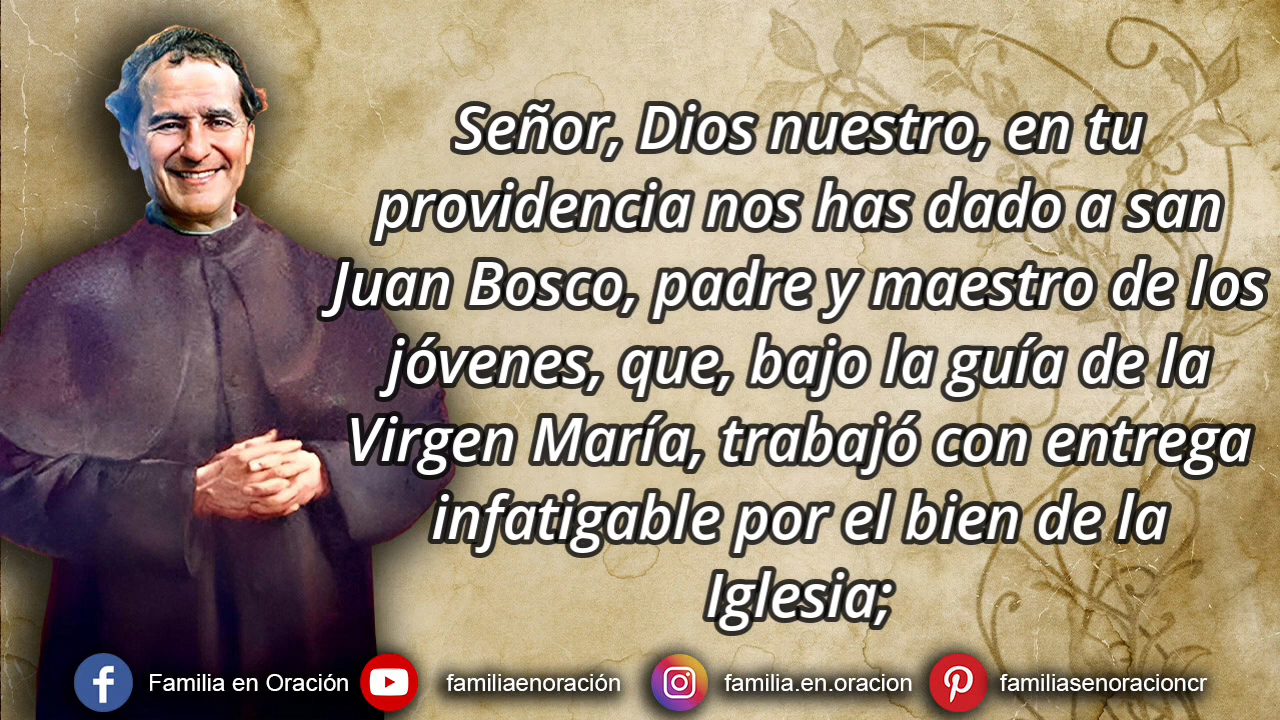 Señor, Dios nuestro, en tu
providencia nos has dado a san
Juan Bosco, padre y maestro de los
jóvenes, que, bajo la guía de la
Virgen María, trabajó con entrega
infatigable por el bien de la
Iglesia;
Familia en Oración familiaenoración familia.en.oracion familiasenoracioncr